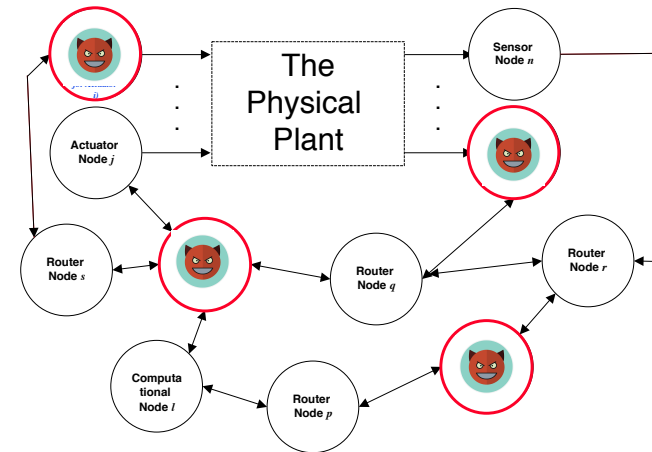 The
Physical
Plant
Sensor
Node n
i)
Actuator
Node j
Router
Node s
Router
Node q
Router
Node r
Computa
tional
Node l
Router
Node p